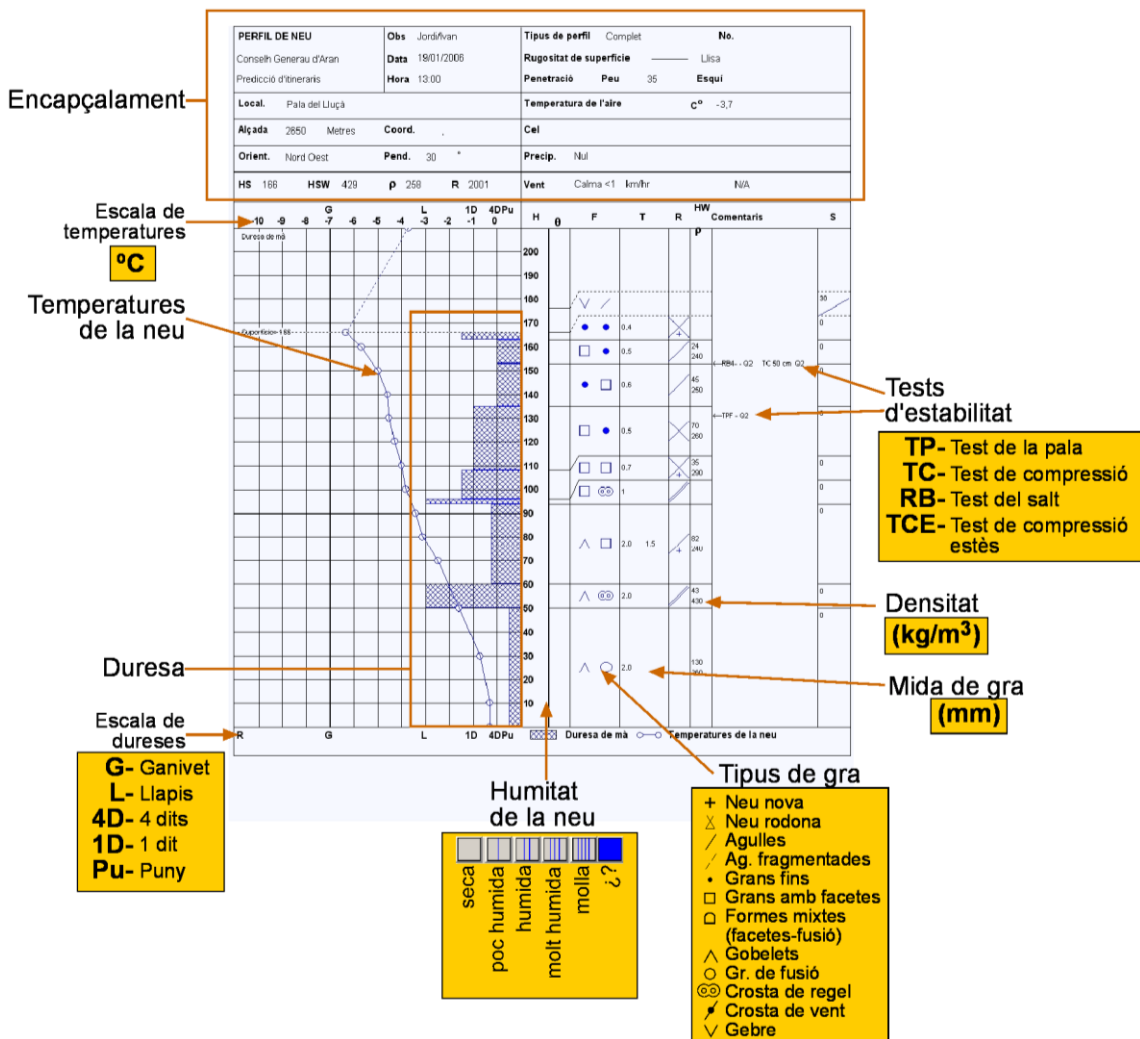 PERFIL DE NEU
Obs Jordi/Ivan
Tipus de perfil Complet No.
Conselh Generau d'Aran
Data 19/01/2006
Rugositat de superfície Llisa
Predicció d'itineraris
Hora 13:00
Penetració Peu 35 Esquí
Encapçalament
Local. Pala del Lluçà
Temperatura de l'aire Cº -3,7
Alçada 2650 Metres Coord. .
Cel
Orient. Nord Oest Pend. 30 °
Precip. Nul
HS 166 HSW 429 ρ 258 R 2001
Vent Calma <1 km/hr N/A
Escala de
temperatures
ºC
G L 1D 4D Pu
-10 -9 -8 -7 -6 -5 -4 -3 -2 -1 0
H θ F T R HW ρ Comentaris S
Duresa de mà
200
190
180
170
160
150
140
130
120
110
100
90
80
70
60
50
40
30
20
10
Temperatures
de la neu
Superfície= 166
30
0
0.4
0
0.5
24
240
RB4- - Q2 TC 50 cm Q2
0
0.6
45
250
TPF - Q2
0
0.5
70
260
0
0.7
35
290
0
1
0
2.0 1.5
82
240
0
2.0
43
430
0
2.0
130
Tests
d'estabilitat
TP- Test de la pala
TC- Test de compressió
RB- Test del salt
TCE- Test de compressió
estès
Densitat
(kg/m³)
Mida de gra
(mm)
Duresa
Escala de
dureses
R G L 1D 4D Pu
Duresa de mà Temperatures de la neu
G- Ganivet
L- Llapis
4D- 4 dits
1D- 1 dit
Pu- Puny
Humitat
de la neu
seca
poc humida
humida
molt humida
molla
¿?
Tipus de gra
Neu nova
Neu rodona
Agulles
Ag. fragmentades
Grans fins
Grans amb facetes
Formes mixtes
(facetes-fusió)
Gobelets
Gr. de fusió
Crosta de regel
Crosta de vent
Gebre